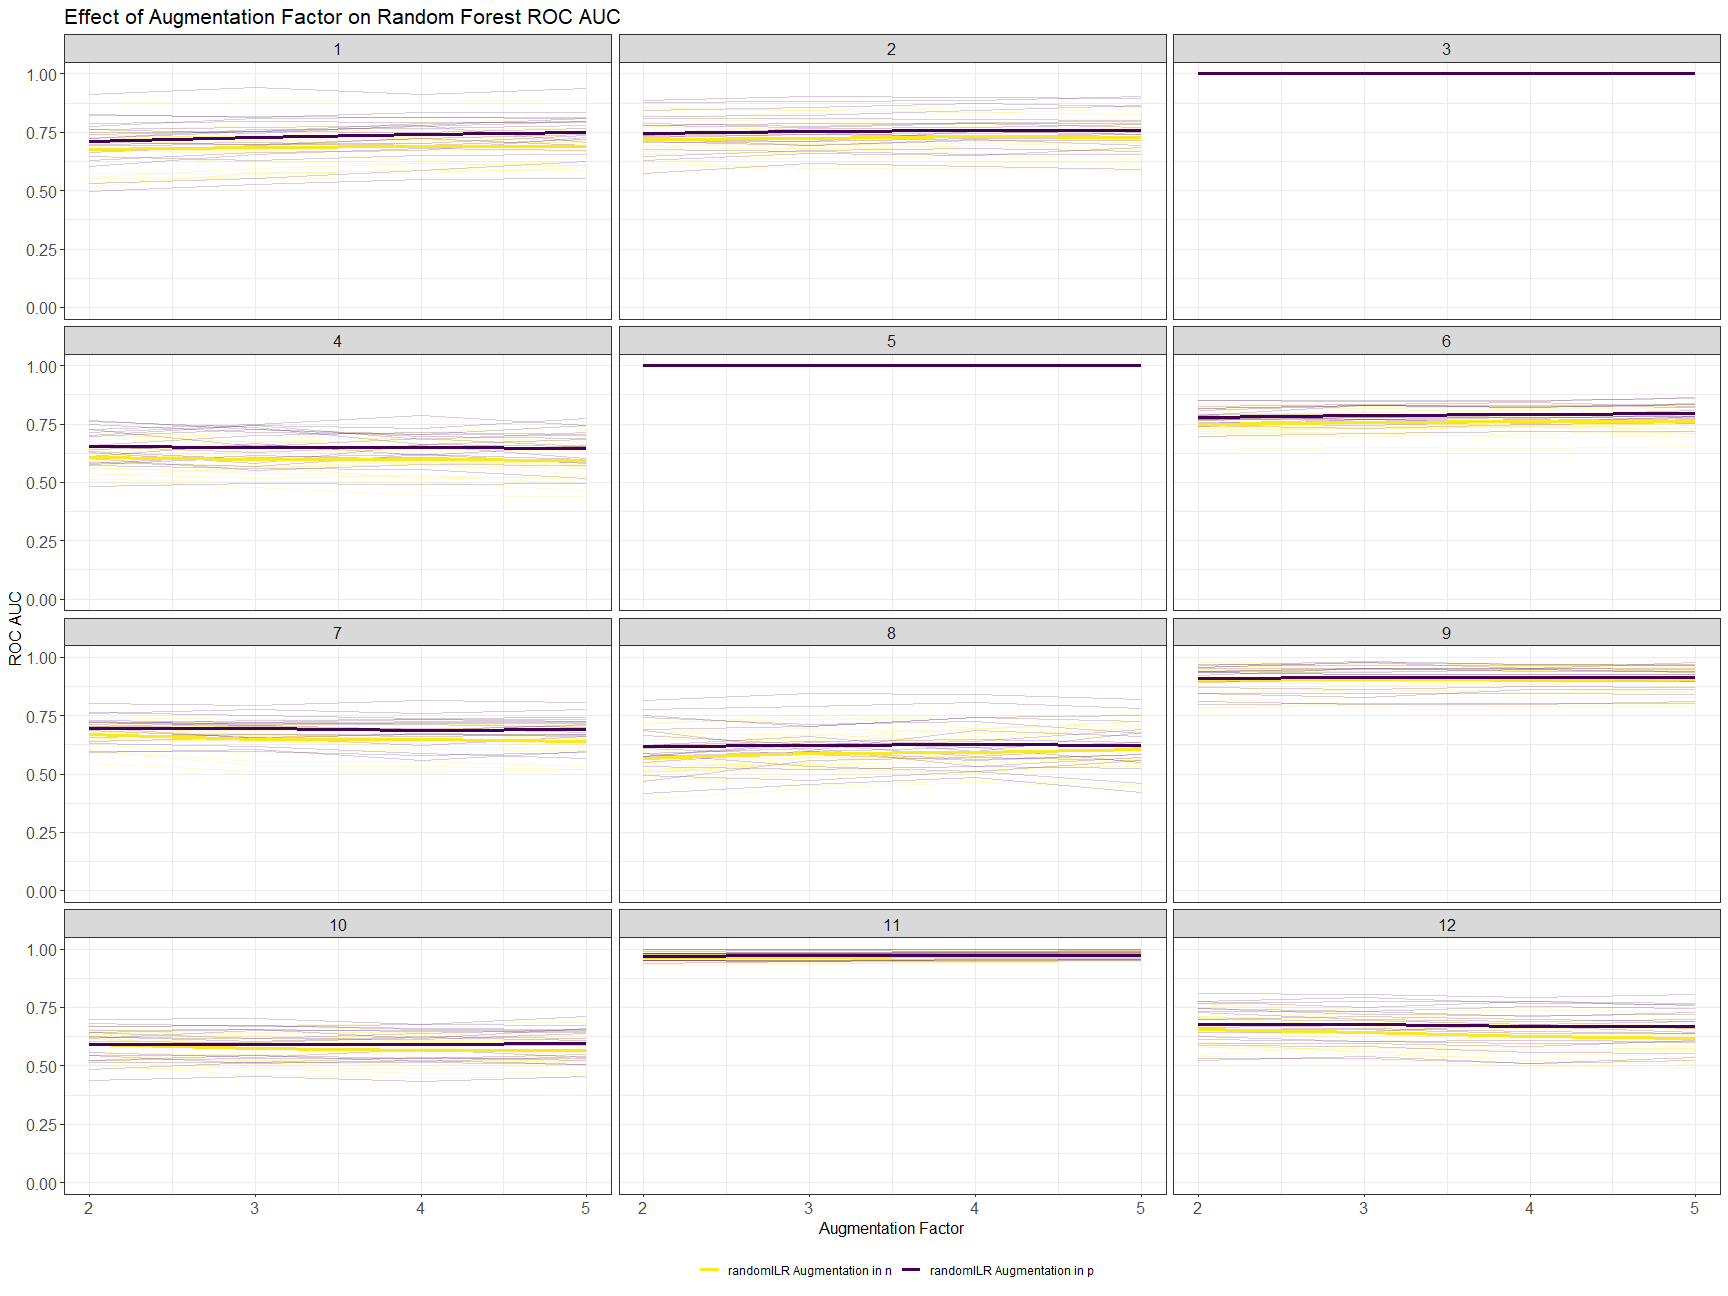 Effect of Augmentation Factor on Random Forest ROC AUC
1 2 3
1.00
0.75
0.50
0.25
0.00
4 5 6
1.00
0.75
0.50
0.25
0.00
ROC AUC
7 8 9
1.00
0.75
0.50
0.25
0.00
10 11 12
1.00
0.75
0.50
0.25
0.00
2 3 4 5 2 3 4 5 2 3 4 5
Augmentation Factor
randomILR Augmentation in n randomILR Augmentation in p